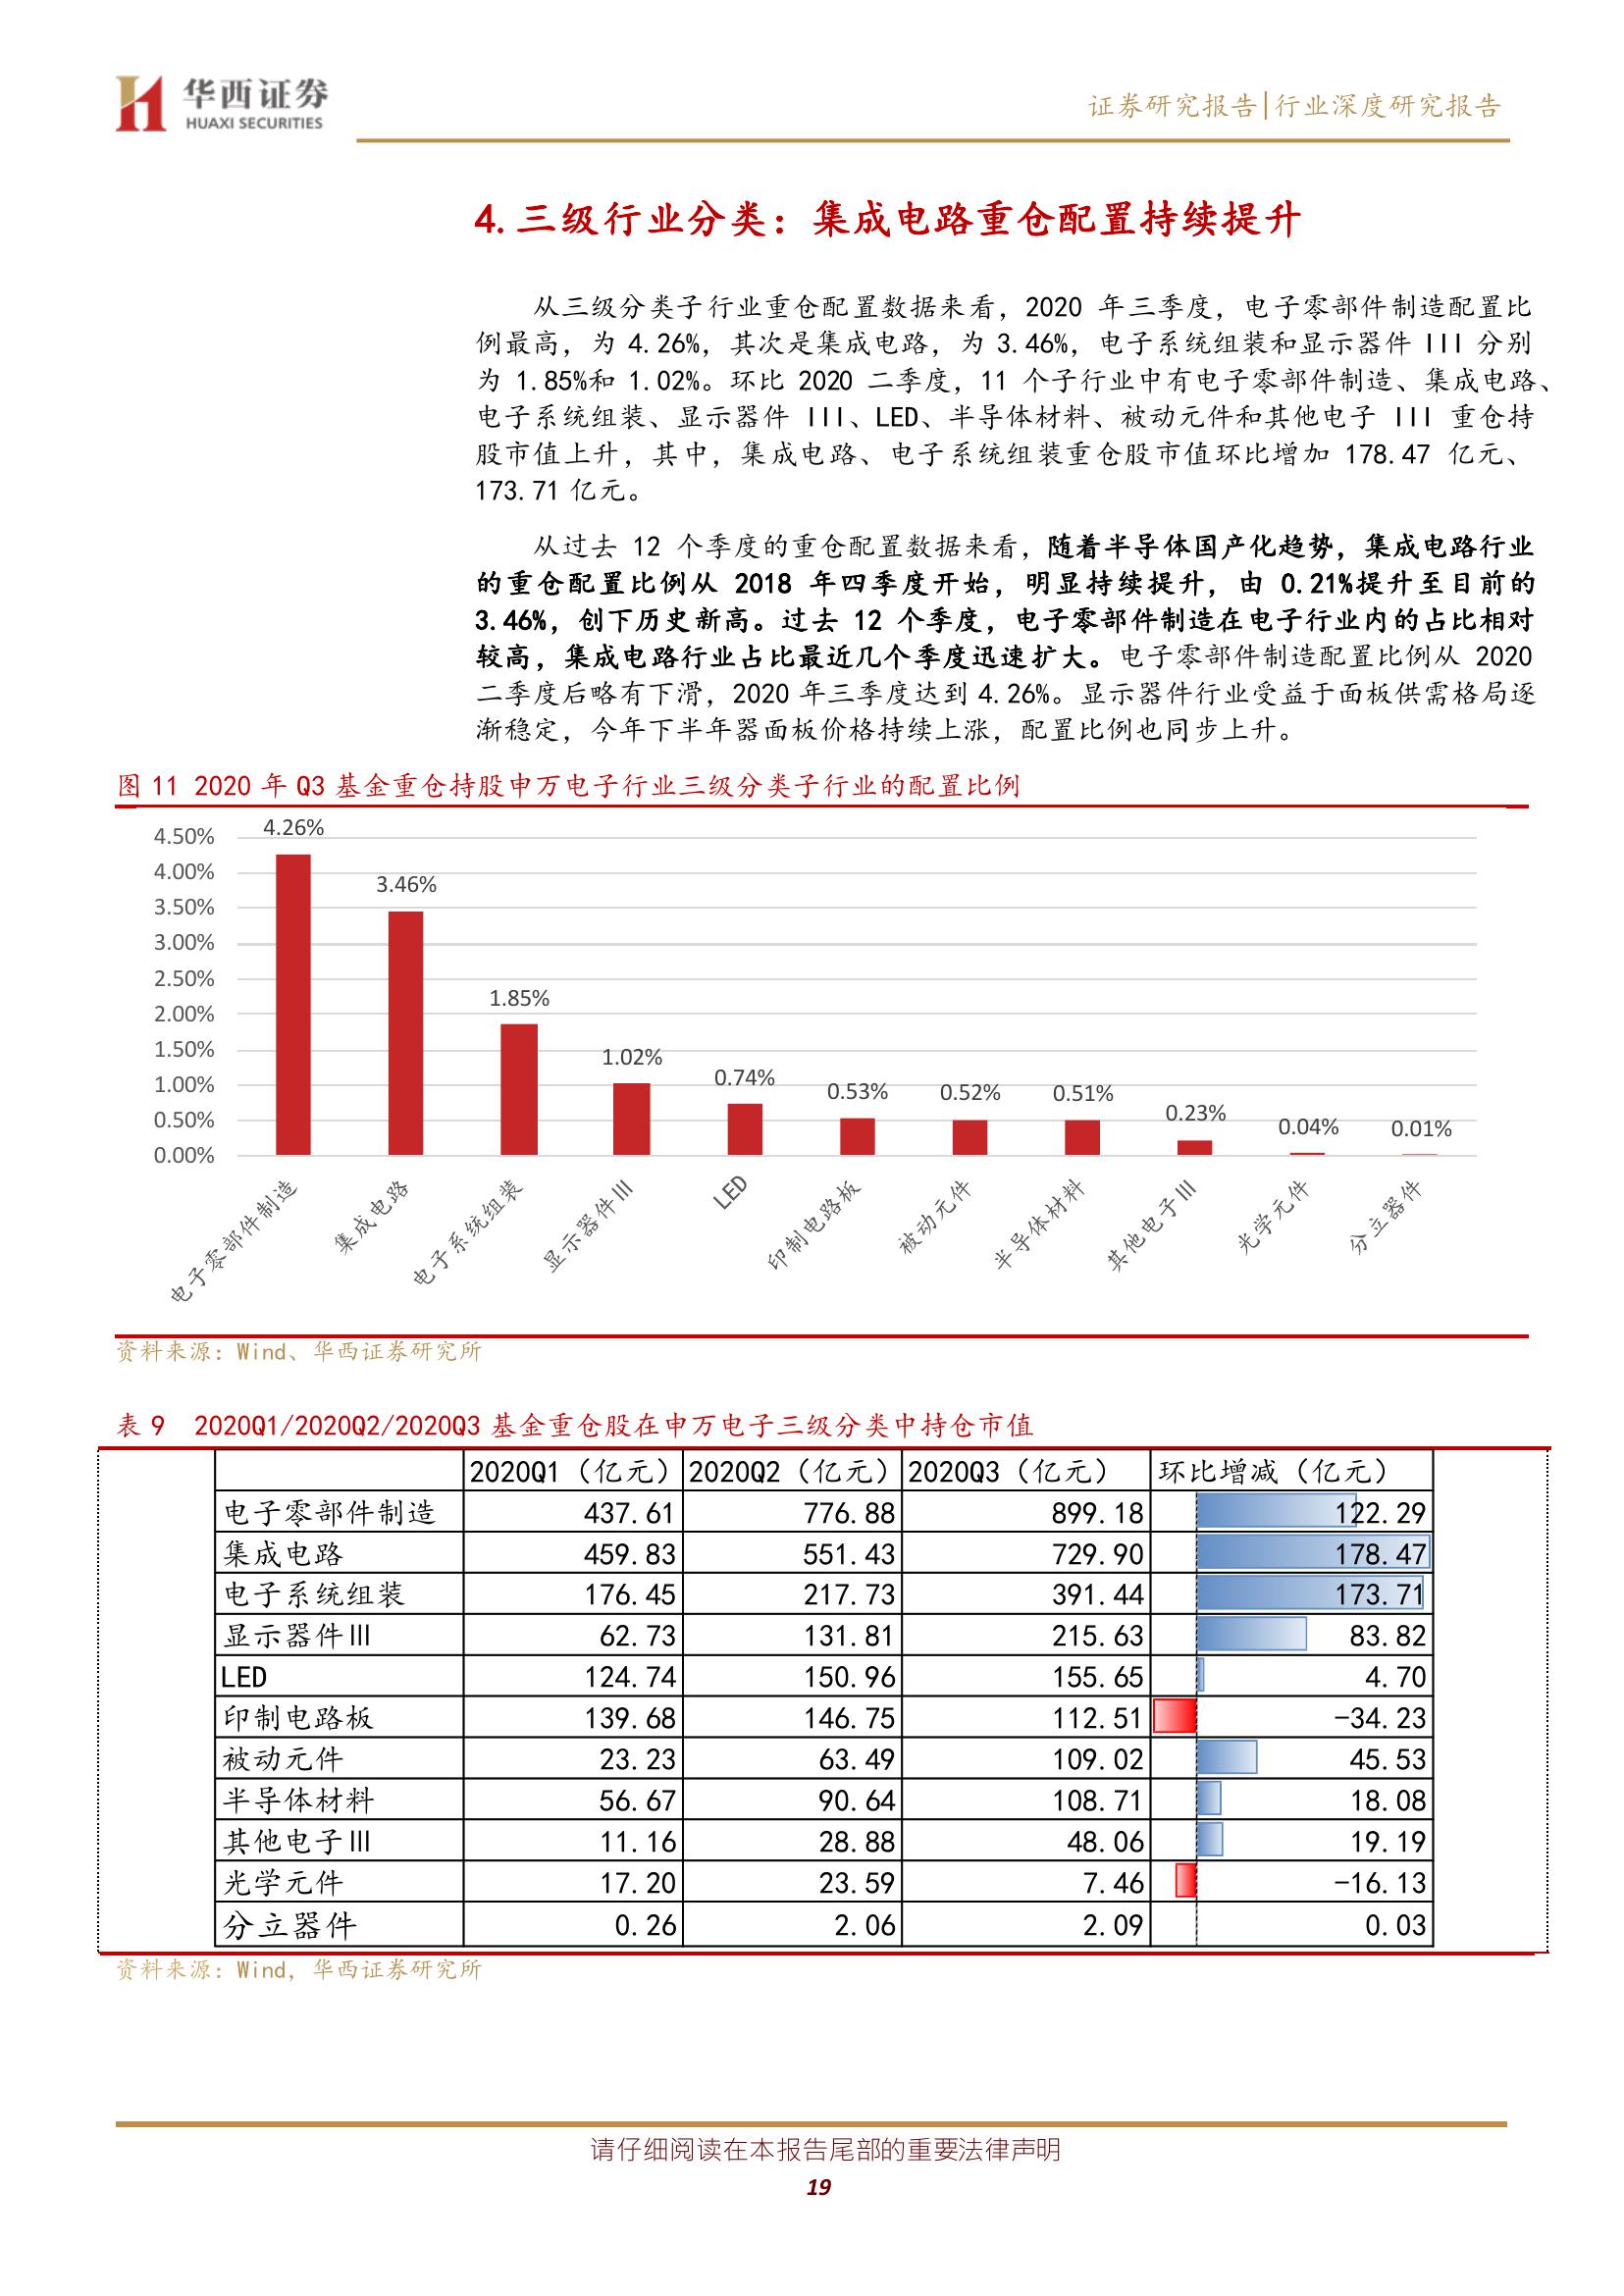 华西证券
HUAXI SECURITIES
证券研究报告|行业深度研究报告
4.三级行业分类：集成电路重仓配置持续提升
从三级分类子行业重仓配置数据来看，2020 年三季度，电子零部件制造配置比
例最高，为 4.26%，其次是集成电路，为 3.46%，电子系统组装和显示器件 III 分别
为 1.85%和 1.02%。环比 2020 二季度，11 个子行业中有电子零部件制造、集成电路、
电子系统组装、显示器件 III、LED、半导体材料、被动元件和其他电子 III 重仓持
股市值上升，其中，集成电路、电子系统组装重仓股市值环比增加 178.47 亿元、
173.71 亿元。
从过去 12 个季度的重仓配置数据来看，随着半导体国产化趋势，集成电路行业
的重仓配置比例从 2018 年四季度开始，明显持续提升，由 0.21%提升至目前的
3.46%，创下历史新高。过去 12 个季度，电子零部件制造在电子行业内的占比相对
较高，集成电路行业占比最近几个季度迅速扩大。电子零部件制造配置比例从 2020
二季度后略有下滑，2020 年三季度达到 4.26%。显示器件行业受益于面板供需格局逐
渐稳定，今年下半年器面板价格持续上涨，配置比例也同步上升。
图 11 2020 年 Q3 基金重仓持股申万电子行业三级分类子行业的配置比例
4.50%
4.00%
3.50%
3.00%
2.50%
2.00%
1.50%
1.00%
0.50%
0.00%
4.26%
3.46%
1.85%
1.02%
0.74%
0.53%
0.52%
0.51%
0.23%
0.04%
0.01%
电子零部件制造
集成电路
电子系统组装
显示器件Ⅲ
LED
印制电路板
被动元件
半导体材料
其他电子Ⅲ
光学元件
分立器件
资料来源：Wind、华西证券研究所
表 9 2020Q1/2020Q2/2020Q3 基金重仓股在申万电子三级分类中持仓市值
2020Q1（亿元） 2020Q2（亿元） 2020Q3（亿元） 环比增减（亿元）
电子零部件制造 437.61 776.88 899.18 122.29
集成电路 459.83 551.43 729.90 178.47
电子系统组装 176.45 217.73 391.44 173.71
显示器件Ⅲ 62.73 131.81 215.63 83.82
LED 124.74 150.96 155.65 4.70
印制电路板 139.68 146.75 112.51 -34.23
被动元件 23.23 63.49 109.02 45.53
半导体材料 56.67 90.64 108.71 18.08
其他电子Ⅲ 11.16 28.88 48.06 19.19
光学元件 17.20 23.59 7.46 -16.13
分立器件 0.26 2.06 2.09 0.03
资料来源：Wind，华西证券研究所
请仔细阅读在本报告尾部的重要法律声明
19